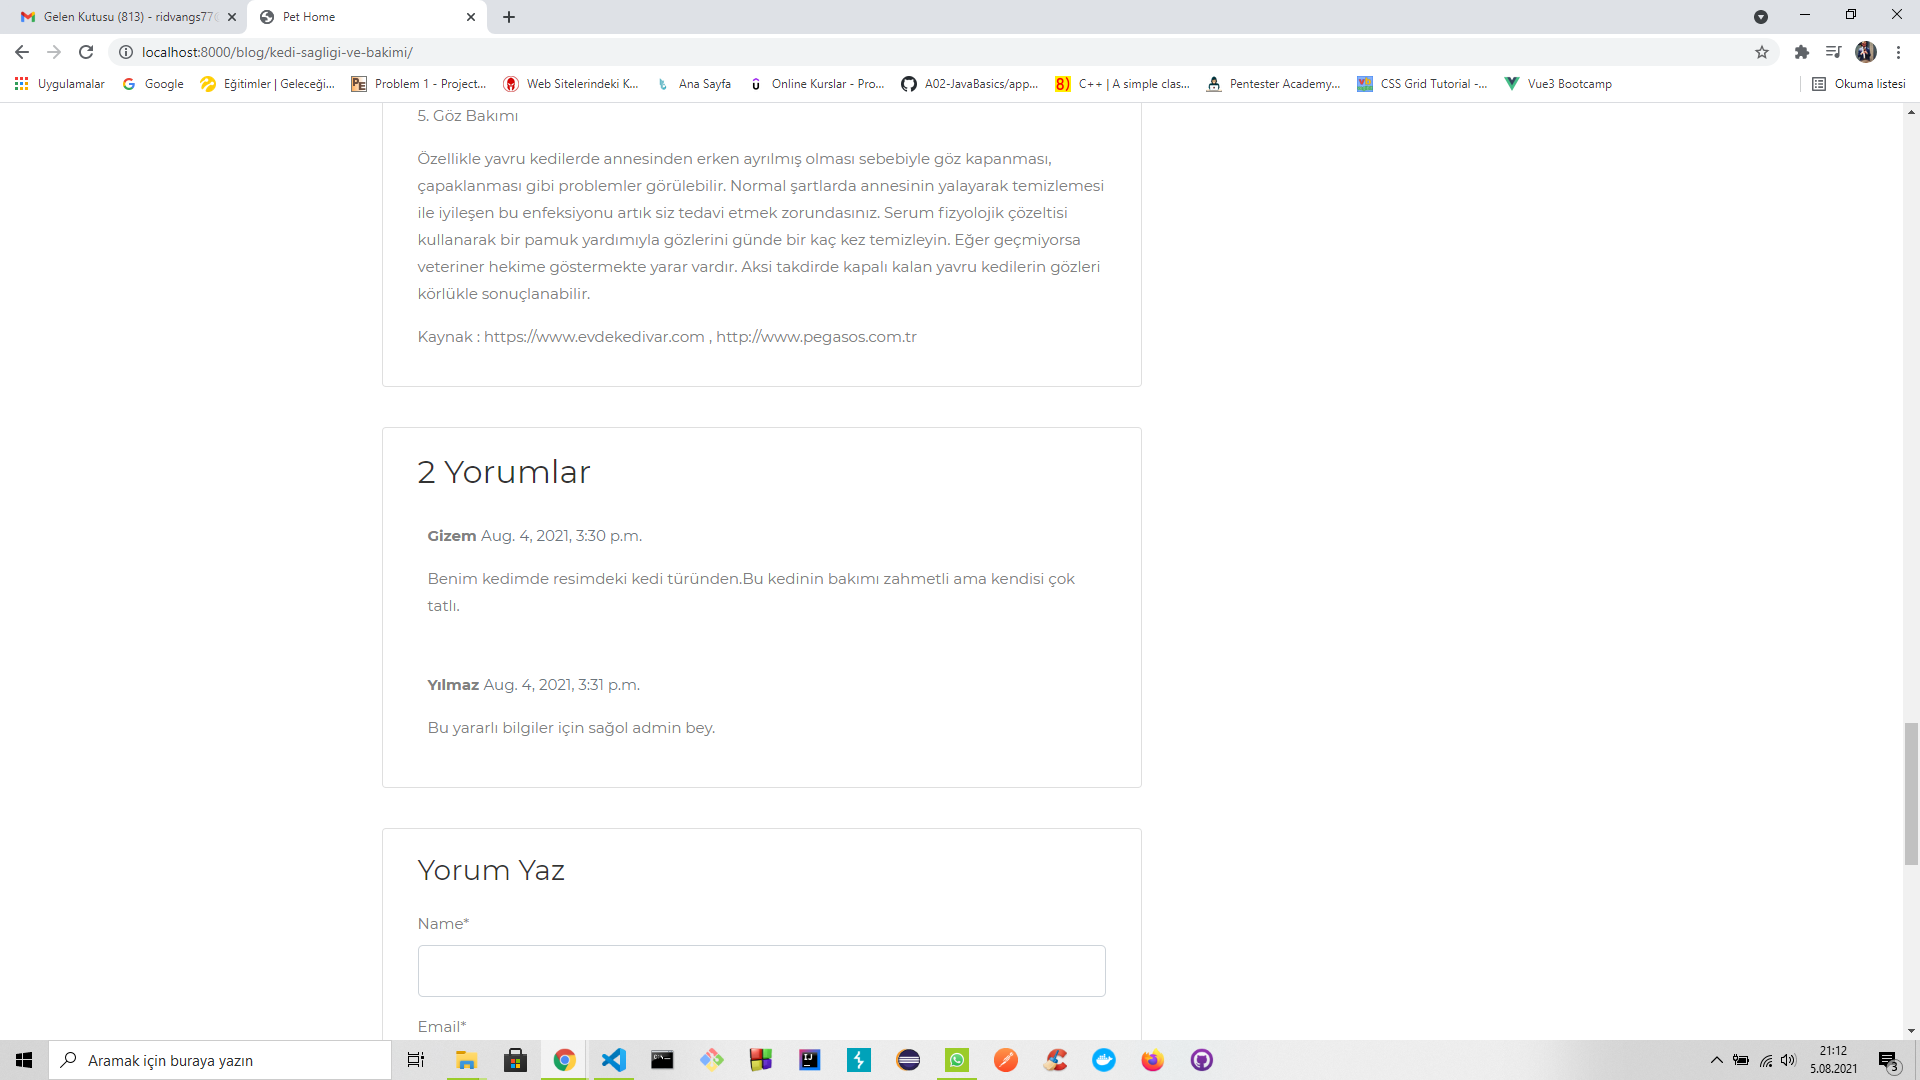 Gelen Kutusu (813) - ridvangs77
Pet Home
localhost:8000/blog/kedi-sagligi-ve-bakimi/
Uygulamalar
Google
Eğitimler | Geleceği...
Problem 1 - Project...
Web Sitelerindeki K...
Ana Sayfa
Online Kurslar - Pro...
A02-JavaBasics/app...
C++ | A simple clas...
Pentester Academy...
CSS Grid Tutorial -...
Vue3 Bootcamp
Okuma listesi
5. Göz Bakımı
Özellikle yavru kedilerde annesinden erken ayrılmış olması sebebiyle göz kapanması,
çapaklanması gibi problemler görülebilir. Normal şartlarda annesinin yalayarak temizlemesi
ile iyileşen bu enfeksiyonu artık siz tedavi etmek zorundasınız. Serum fizyolojik çözeltisi
kullanarak bir pamuk yardımıyla gözlerini günde bir kaç kez temizleyin. Eğer geçmiyorsa
veteriner hekime göstermekte yarar vardır. Aksi takdirde kapalı kalan yavru kedilerin gözleri
körlükle sonuçlanabilir.
Kaynak : https://www.evdekedivar.com , http://www.pegasos.com.tr
2 Yorumlar
Gizem Aug. 4, 2021, 3:30 p.m.
Benim kedimde resimdeki kedi türünden.Bu kedinin bakımı zahmetli ama kendisi çok
tatlı.
Yılmaz Aug. 4, 2021, 3:31 p.m.
Bu yararlı bilgiler için sağol admin bey.
Yorum Yaz
Name*
Email*
Aramak için buraya yazın
21:12
5.08.2021
3